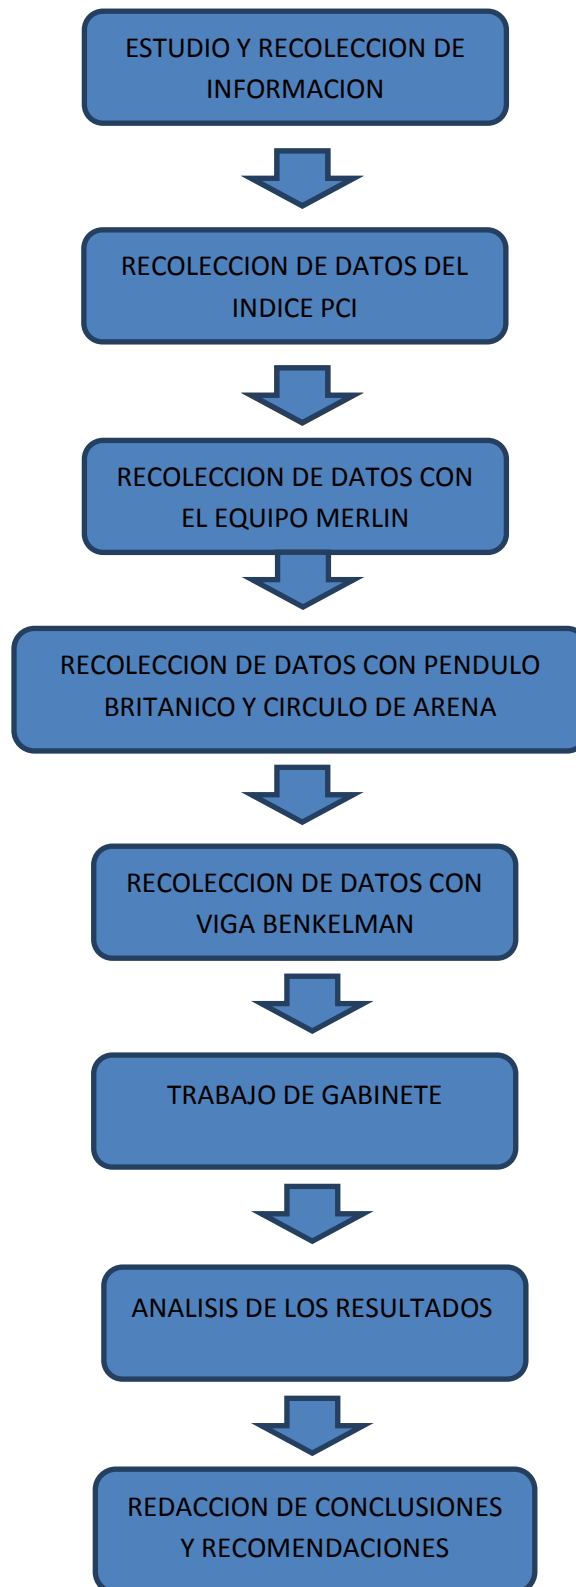 ESTUDIO Y RECOLECCION DE
INFORMACION
RECOLECCION DE DATOS DEL
INDICE PCI
RECOLECCION DE DATOS CON
EL EQUIPO MERLIN
RECOLECCION DE DATOS CON PENDULO
BRITANICO Y CIRCULO DE ARENA
RECOLECCION DE DATOS CON
VIGA BENKELMAN
TRABAJO DE GABINETE
ANALISIS DE LOS RESULTADOS
REDACCION DE CONCLUSIONES
Y RECOMENDACIONES